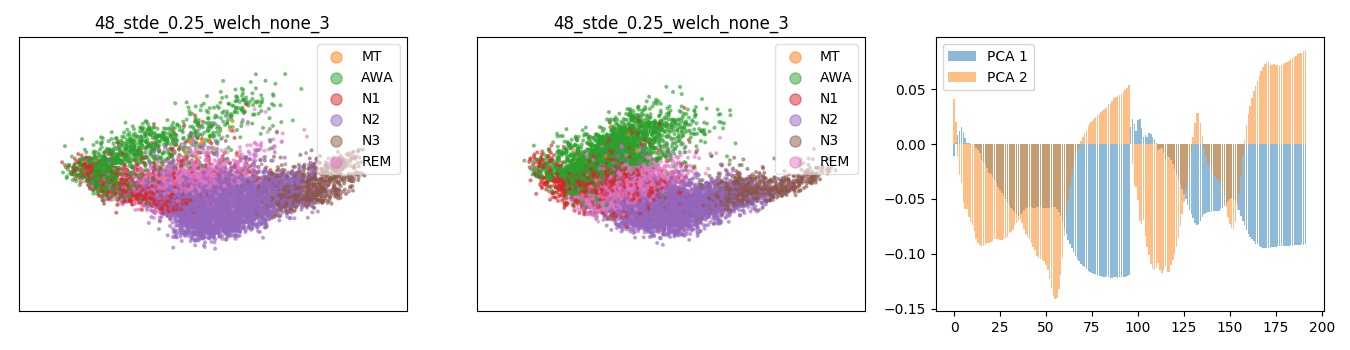 48_stde_0.25_welch_none_3
MT
AWA
N1
N2
N3
REM
48_stde_0.25_welch_none_3
MT
AWA
N1
N2
N3
REM
PCA 1
PCA 2
0.05
0.00
−0.05
−0.10
−0.15
0 25 50 75 100 125 150 175 200